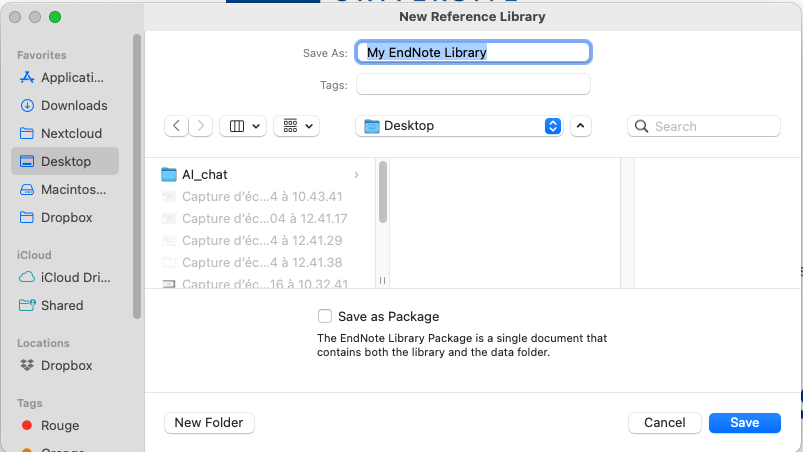 New Reference Library
Save As: My EndNote Library
Tags:
Favorites
Applicati...
Downloads
Nextcloud
Desktop
Macintos...
Dropbox
iCloud
iCloud Dri...
Shared
Locations
Dropbox
Tags
Rouge
Orange
Desktop
Search
AI_chat
Capture d'éc...4 à 10.43.41
Capture d'éc...04 à 12.41.17
Capture d'éc...4 à 12.41.29
Capture d'éc...4 à 12.41.38
Capture d'éc...16 à 10.32.41
Save as Package
The EndNote Library Package is a single document that
contains both the library and the data folder.
New Folder
Cancel
Save